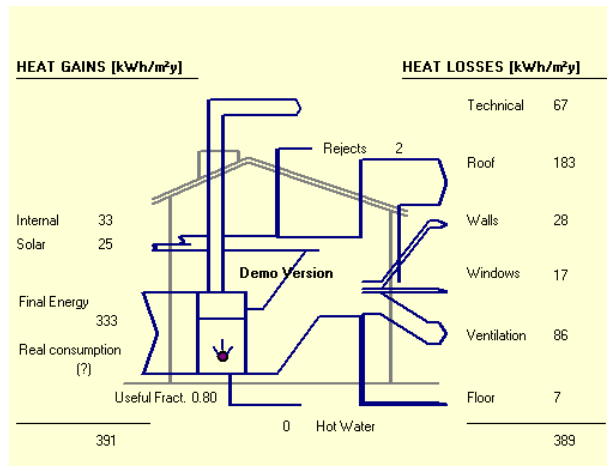 HEAT GAINS [kWh/m²y]
HEAT LOSSES [kWh/m²y]
Technical 67
Rejects 2
Roof 183
Internal 33
Walls 28
Solar 25
Demo Version
Windows 17
Final Energy
333
Ventilation 86
Real consumption
(?)
Useful Fract. 0.80
Floor 7
0 Hot Water
391
389